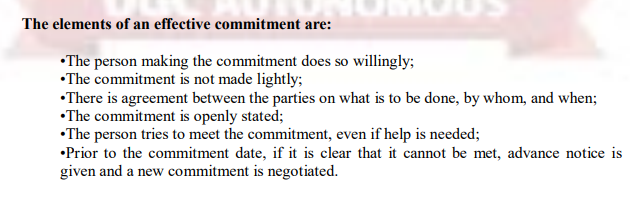 UGC AUTONOMOUS
The elements of an effective commitment are:
•The person making the commitment does so willingly;
•The commitment is not made lightly;
•There is agreement between the parties on what is to be done, by whom, and when;
•The commitment is openly stated;
•The person tries to meet the commitment, even if help is needed;
•Prior to the commitment date, if it is clear that it cannot be met, advance notice is
given and a new commitment is negotiated.